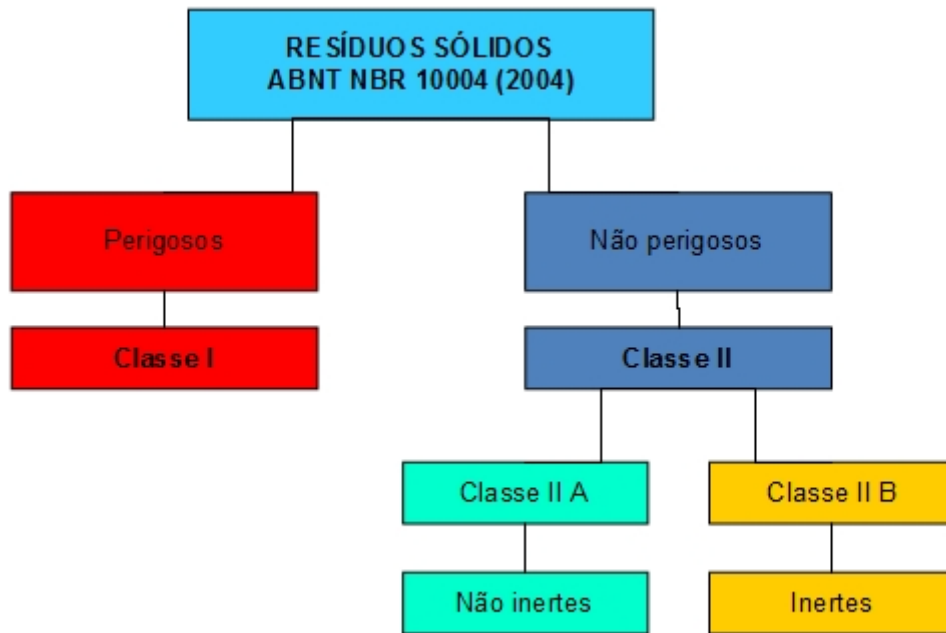 RESÍDUOS SÓLIDOS
ABNT NBR 10004 (2004)
Perigosos
Não perigosos
Classe I
Classe II
Classe II A
Classe II B
Não inertes
Inertes